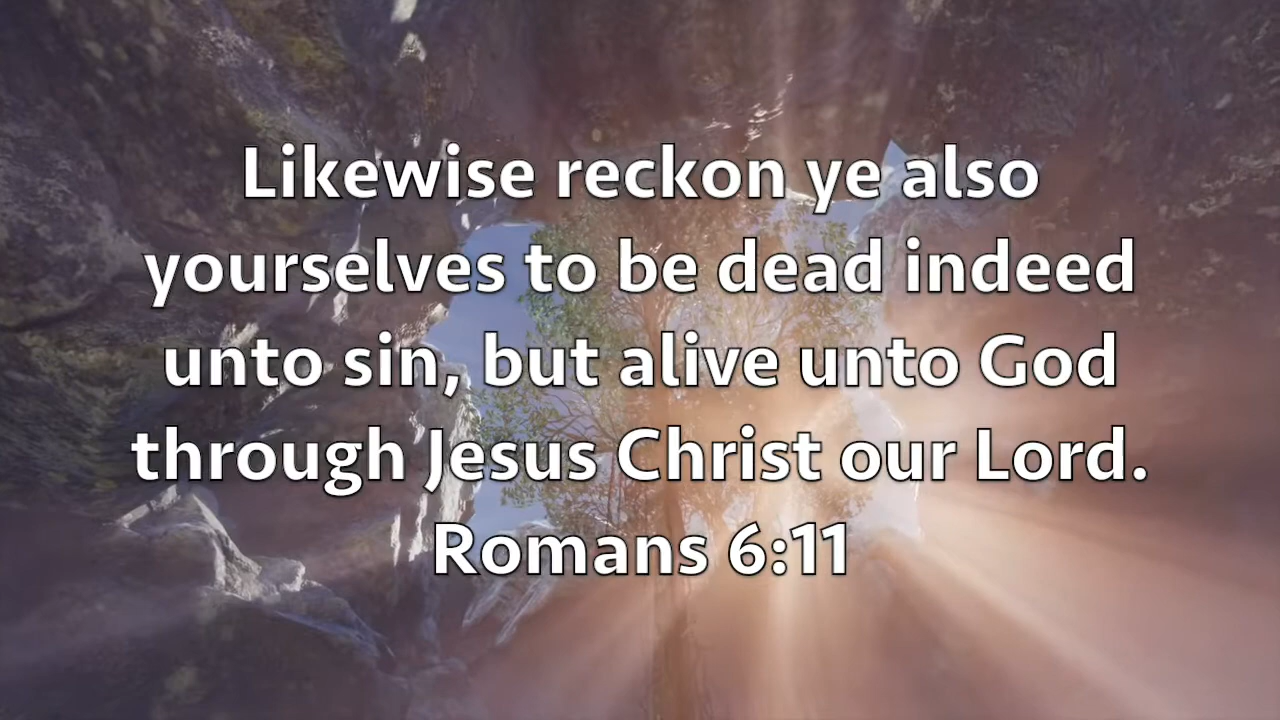 Likewise reckon ye also
yourselves to be dead indeed
unto sin, but alive unto God
through Jesus Christ our Lord.
Romans 6:11